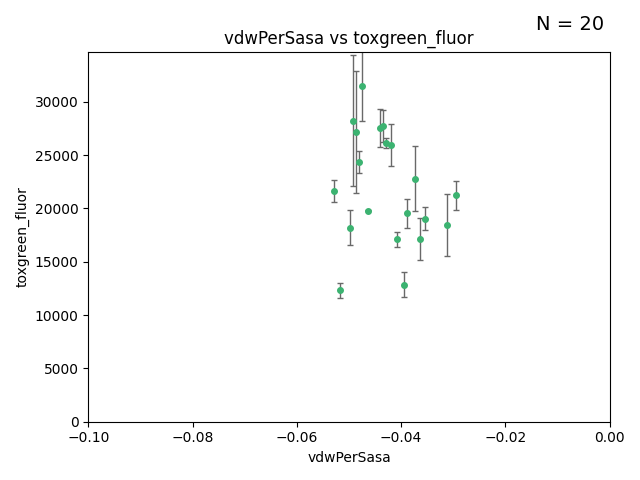 N = 20
vdwPerSasa vs toxgreen_fluor
30000
25000
20000
15000
10000
5000
0
toxgreen_fluor
−0.10 −0.08 −0.06 −0.04 −0.02 0.00
vdwPerSasa